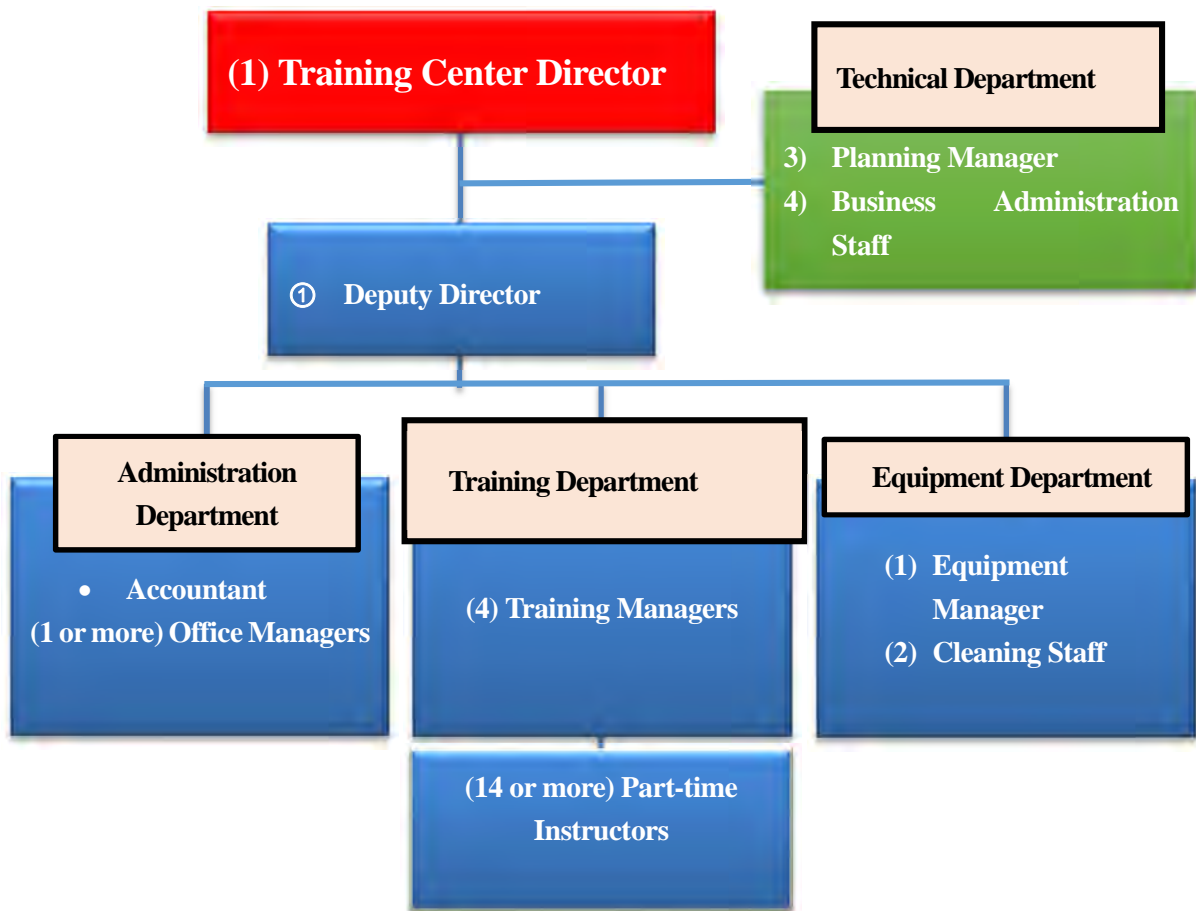 (1) Training Center Director
Technical Department
3) Planning Manager
4) Business Administration
Staff
① Deputy Director
Administration
Department
• Accountant
(1 or more) Office Managers
Training Department
(4) Training Managers
(14 or more) Part-time
Instructors
Equipment Department
(1) Equipment
Manager
(2) Cleaning Staff